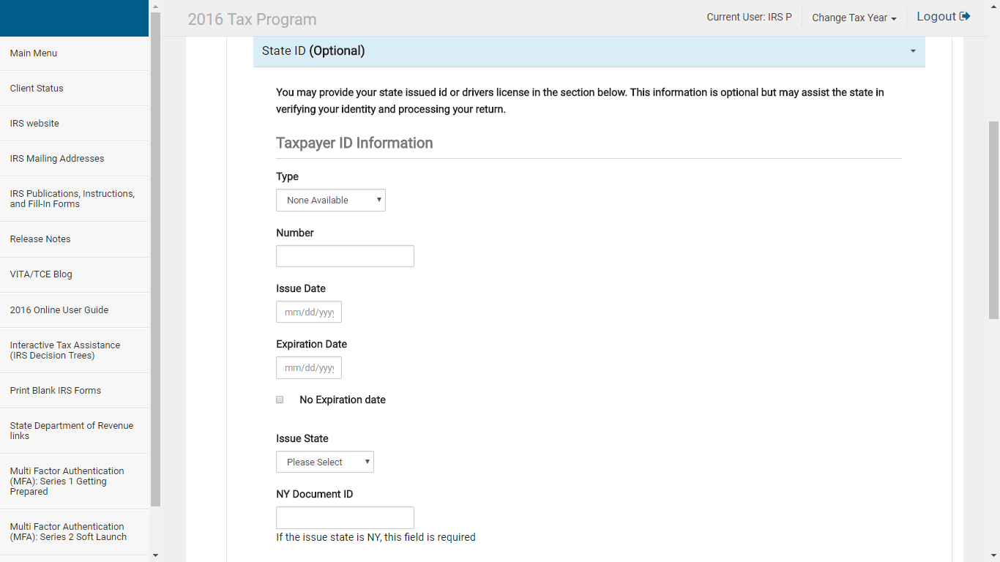 2016 Tax Program
Current User: IRS P
Change Tax Year
Logout
Main Menu
Client Status
IRS website
IRS Mailing Addresses
IRS Publications, Instructions,
and Fill-In Forms
Release Notes
VITA/TCE Blog
2016 Online User Guide
Interactive Tax Assistance
(IRS Decision Trees)
Print Blank IRS Forms
State Department of Revenue
links
Multi Factor Authentication
(MFA): Series 1 Getting
Prepared
Multi Factor Authentication
(MFA): Series 2 Soft Launch
State ID (Optional)
You may provide your state issued id or drivers license in the section below. This information is optional but may assist the state in
verifying your identity and processing your return.
Taxpayer ID Information
Type
None Available
Number
Issue Date
mm/dd/yyyy
Expiration Date
mm/dd/yyyy
No Expiration date
Issue State
Please Select
NY Document ID
If the issue state is NY, this field is required